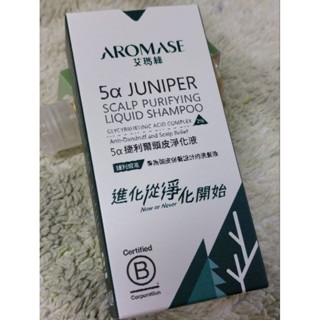 AROMASE
艾瑪絲
5α JUNIPER
SCALP PURIFYING
LIQUID SHAMPOO
GLYCYRRHIZINIC ACID COMPLEX 2%
Anti-Dandruff and Scalp Relief
5α捷利爾頭皮淨化液
進化從淨化開始
Now or Never
Certified
B
Corporation